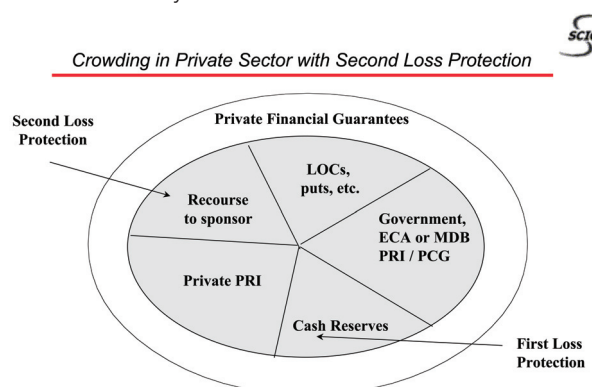 SCIC
Crowding in Private Sector with Second Loss Protection
Second Loss
Protection
Private Financial Guarantees
LOCs,
puts, etc.
Recourse
to sponsor
Government,
ECA or MDB
PRI / PCG
Private PRI
Cash Reserves
First Loss
Protection